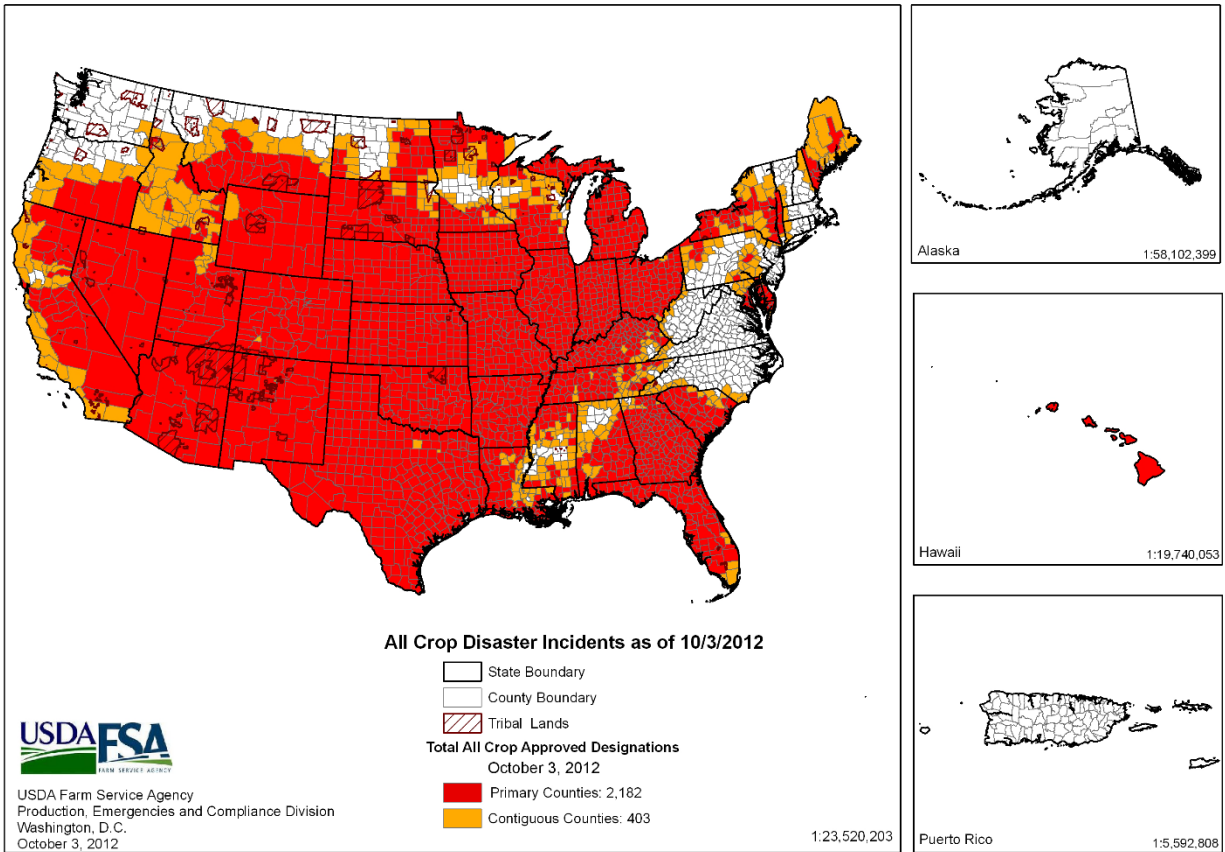 All Crop Disaster Incidents as of 10/3/2012
State Boundary
County Boundary
Tribal Lands
Total All Crop Approved Designations
October 3, 2012
Primary Counties: 2,182
Contiguous Counties: 403
USDA FSA
FARM SERVICE AGENCY
USDA Farm Service Agency
Production, Emergencies and Compliance Division
Washington, D.C.
October 3, 2012
1:23,520,203
Alaska
1:58,102,399
Hawaii
1:19,740,053
Puerto Rico
1:5,592,808